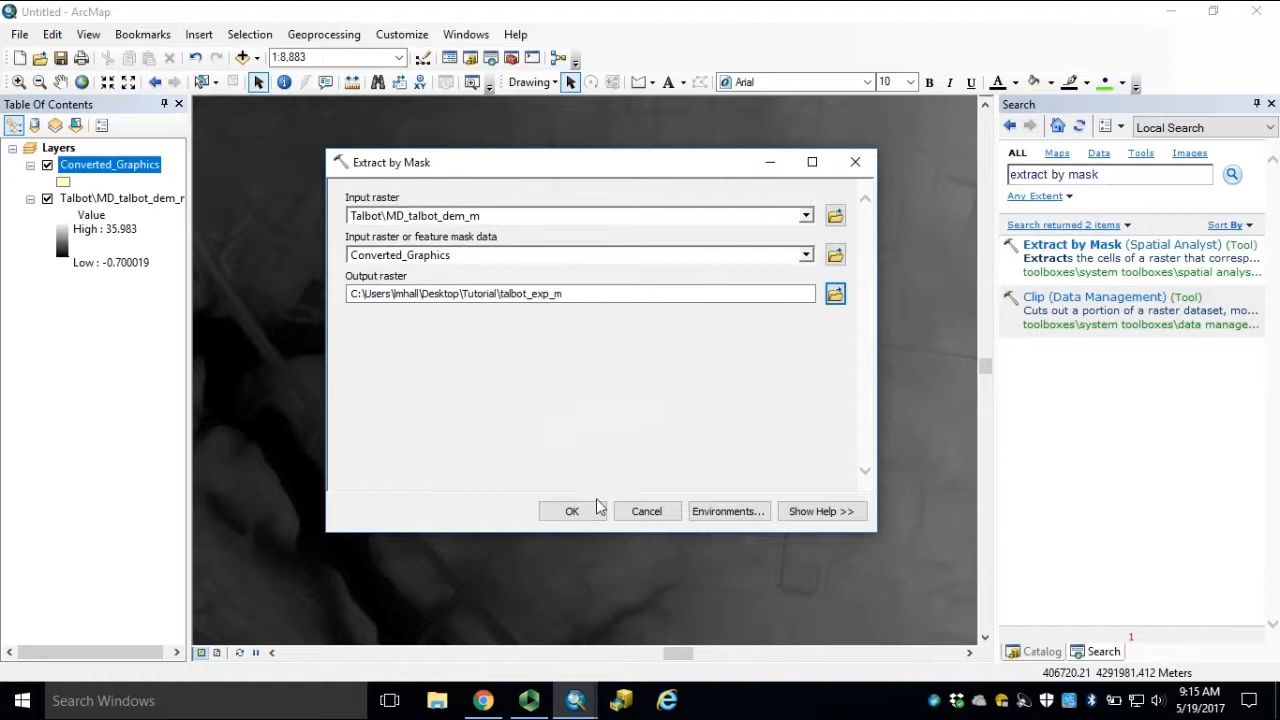 Untitled - ArcMap
File Edit View Bookmarks Insert Selection Geoprocessing Customize Windows Help
1:8,883
Drawing Arial 10 B I U A
Table Of Contents
Layers
Converted_Graphics
Talbot\MD_talbot_dem_r
Value
High : 35.983
Low : -0.700019
Extract by Mask
Input raster
Talbot\MD_talbot_dem_m
Input raster or feature mask data
Converted_Graphics
Output raster
C:\Users\lmhall\Desktop\Tutorial\talbot_exp_m
OK Cancel Environments... Show Help >>
Search
Local Search
ALL Maps Data Tools Images
extract by mask
Any Extent
Search returned 2 items Sort By
Extract by Mask (Spatial Analyst) (Tool)
Extracts the cells of a raster that corresp...
toolboxes\system toolboxes\spatial analys...
Clip (Data Management) (Tool)
Cuts out a portion of a raster dataset, mo...
toolboxes\system toolboxes\data manage...
1
Catalog Search
406720.21 4291981.412 Meters
Search Windows
9:15 AM
5/19/2017